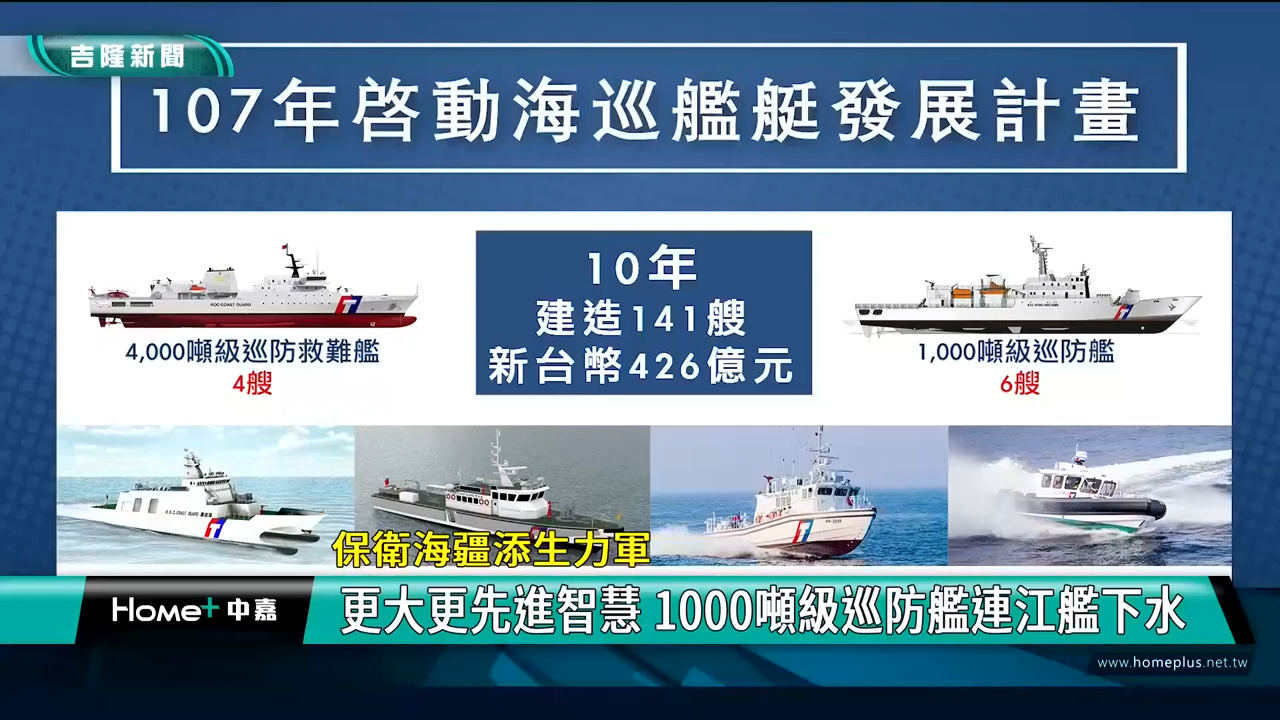 吉隆新聞
107年啓動海巡艦艇發展計畫
10年
建造141艘
新台幣426億元
ROC COAST GUARD
4,000噸級巡防救難艦
4艘
1,000噸級巡防艦
6艘
R.O.C. COAST GUARD
保衛海疆添生力軍
Home+中嘉
更大更先進智慧 1000噸級巡防艦連江艦下水
www.homeplus.net.tw